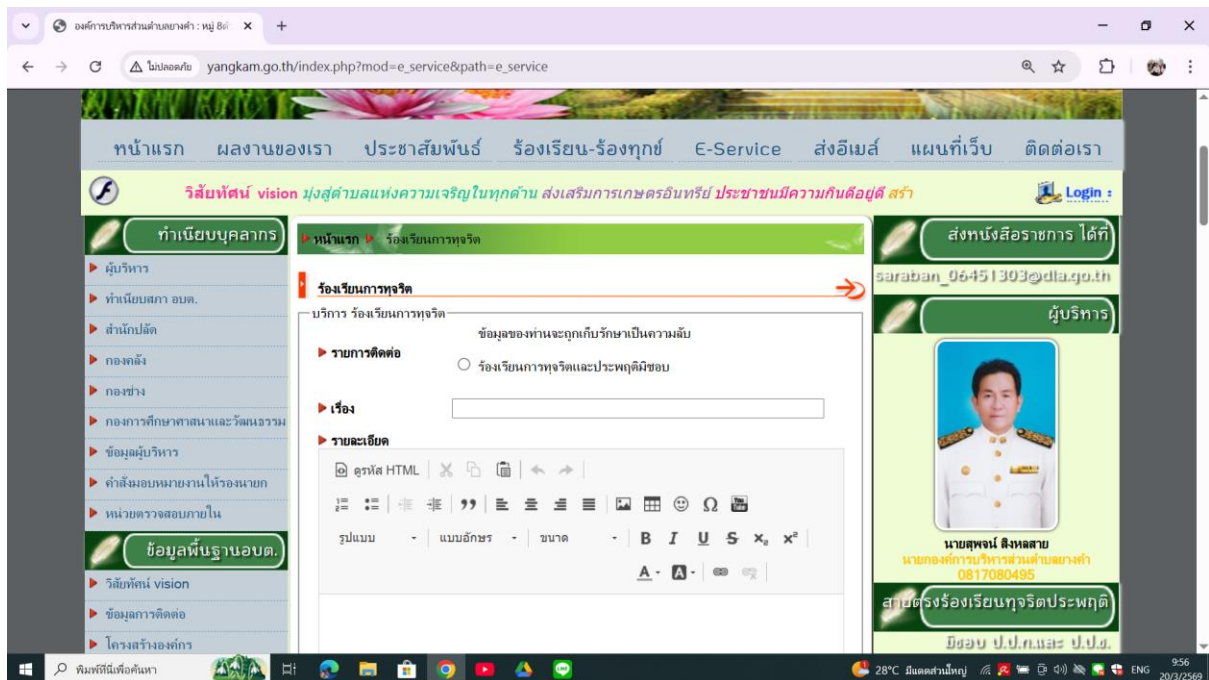 องค์การบริหารส่วนตำบลยางคำ : หมู่ 8ตำ
ไม่ปลอดภัย yangkam.go.th/index.php?mod=e_service&path=e_service
หน้าแรก ผลงานของเรา ประชาสัมพันธ์ ร้องเรียน-ร้องทุกข์ E-Service ส่งอีเมล์ แผนที่เว็บ ติดต่อเรา
วิสัยทัศน์ vision มุ่งสู่ตำบลแห่งความเจริญในทุกด้าน ส่งเสริมการเกษตรอินทรีย์ ประชาชนมีความกินดีอยู่ดี สร้า
Login :
ทำเนียบบุคลากร
ผู้บริหาร
ทำเนียบสภา อบต.
สำนักปลัด
กองคลัง
กองช่าง
กองการศึกษาศาสนาและวัฒนธรรม
ข้อมูลผู้บริหาร
คำสั่งมอบหมายงานให้รองนายก
หน่วยตรวจสอบภายใน
ข้อมูลพื้นฐานอบต.
วิสัยทัศน์ vision
ข้อมูลการติดต่อ
โครงสร้างองค์กร
หน้าแรก ร้องเรียนการทุจริต
ร้องเรียนการทุจริต
บริการ ร้องเรียนการทุจริต
ข้อมูลของท่านจะถูกเก็บรักษาเป็นความลับ
รายการติดต่อ
ร้องเรียนการทุจริตและประพฤติมิชอบ
เรื่อง
รายละเอียด
ดูรหัส HTML
รูปแบบ แบบอักษร ขนาด B I U S x₂ x²
A A
ส่งหนังสือราชการ ได้ที่
saraban_06451303@dla.go.th
ผู้บริหาร
นายสุพจน์ สิงหลสาย
นายกองค์การบริหารส่วนตำบลยางคำ
0817080495
สายตรงร้องเรียนทุจริตประพฤติ
มิชอบ ป.ป.ท.และ ป.ป.ช.
พิมพ์ที่นี่เพื่อค้นหา
28°C มีแดดส่วนใหญ่
ENG
9:56
20/3/2569